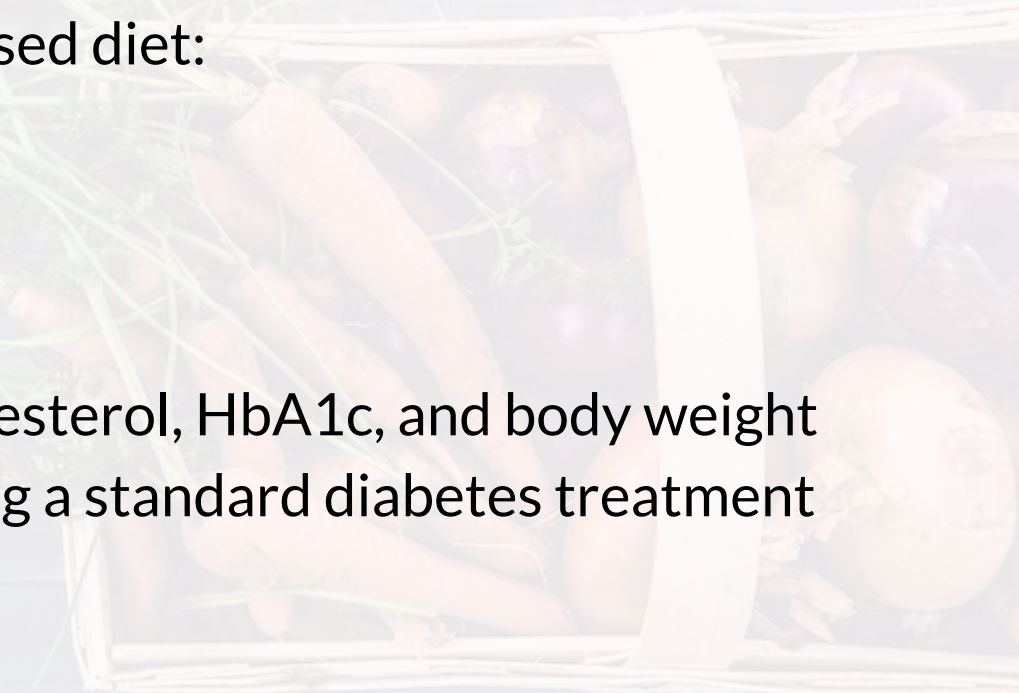 sed diet:
esterol, HbA1c, and body weight
g a standard diabetes treatment